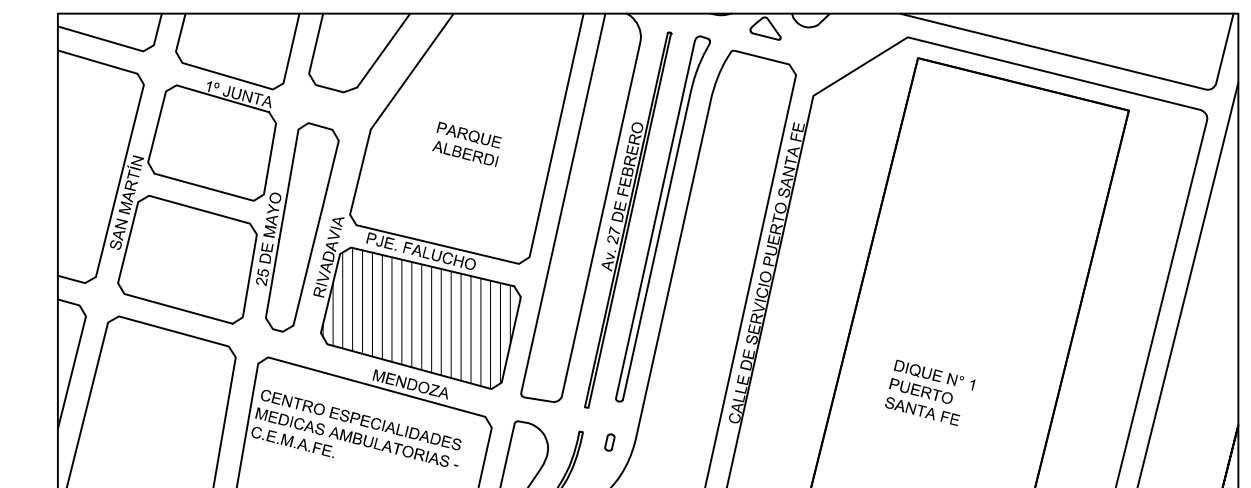 1º JUNTA
PARQUE
ALBERDI
SAN MARTÍN
25 DE MAYO
RIVADAVIA
PJE. FALUCHO
Av. 27 DE FEBRERO
CALLE DE SERVICIO PUERTO SANTA FE
MENDOZA
DIQUE N° 1
PUERTO
SANTA FE
CENTRO ESPECIALIDADES
MEDICAS AMBULATORIAS -
C.E.M.A.FE.